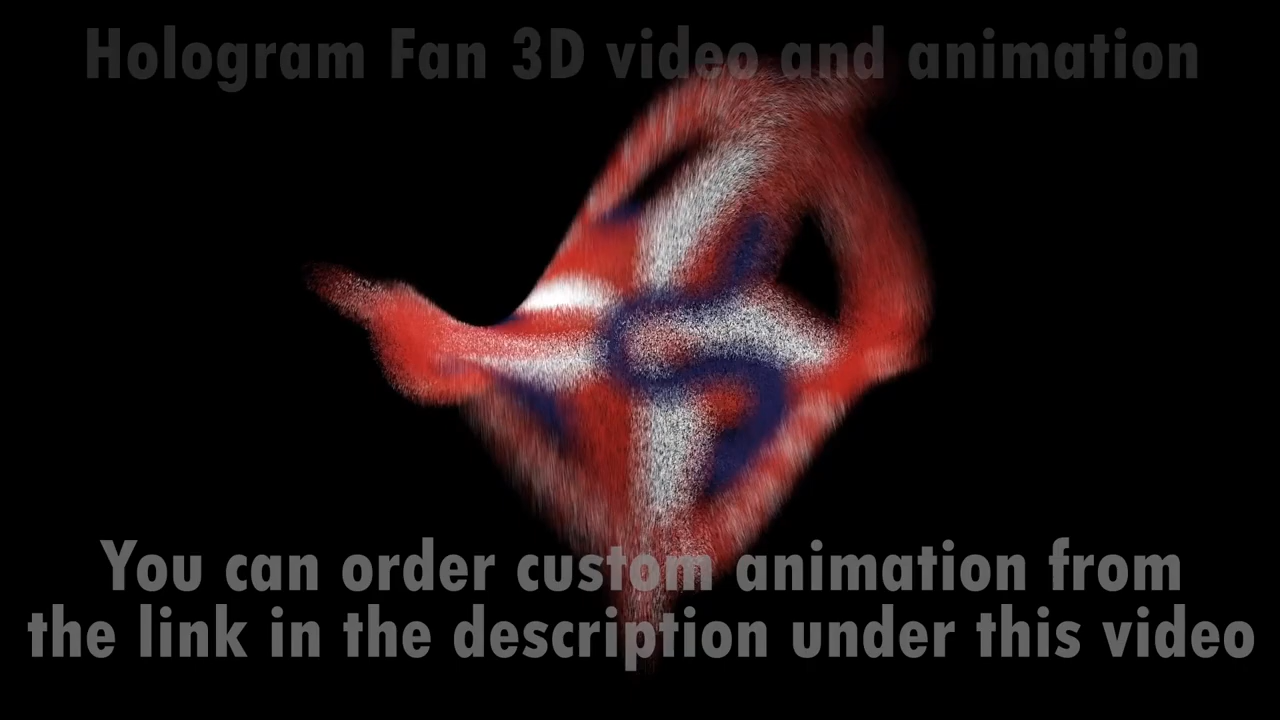 Hologram Fan 3D video and animation
You can order custom animation from
the link in the description under this video